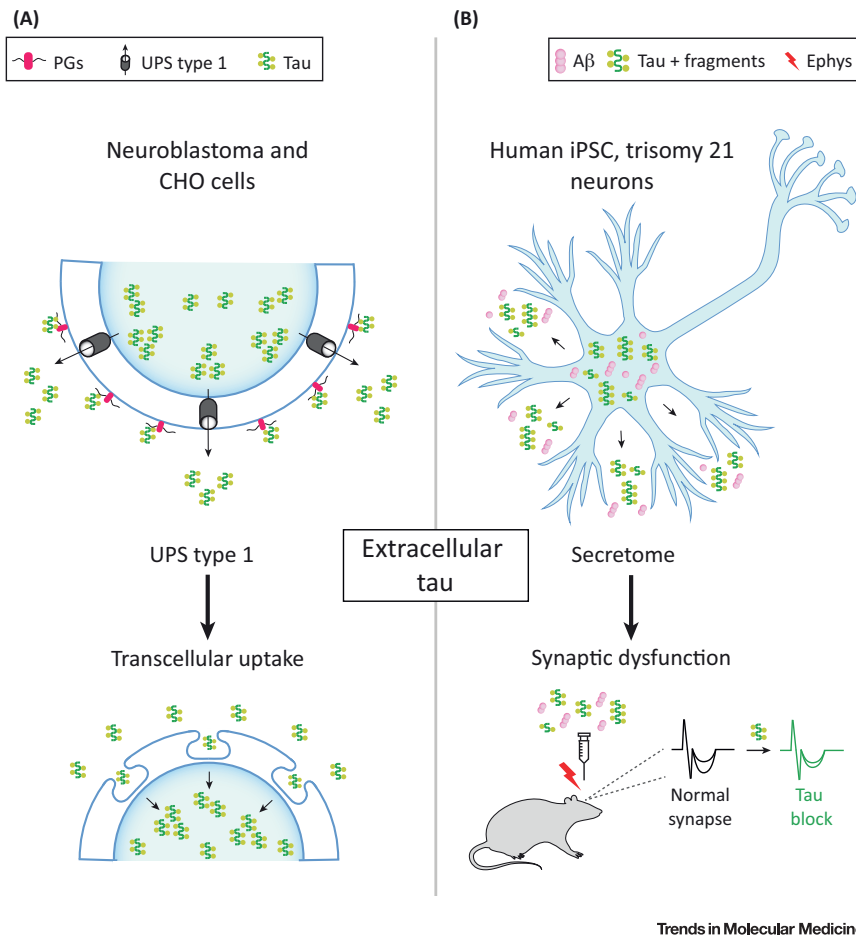 (A)
PGs
UPS type 1
Tau
Neuroblastoma and
CHO cells
UPS type 1
Transcellular uptake
(B)
Aβ
Tau + fragments
Ephys
Human iPSC, trisomy 21
neurons
Extracellular
tau
Secretome
Synaptic dysfunction
Normal
synapse
Tau
block
Trends in Molecular Medicine